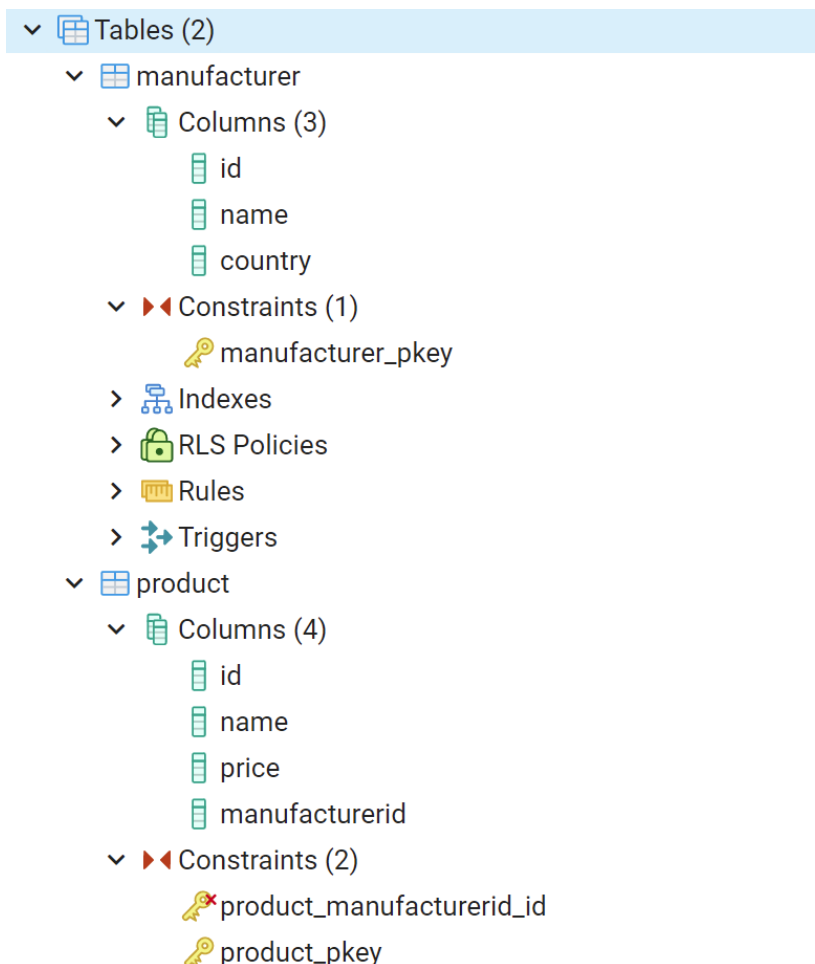 Tables (2)
manufacturer
Columns (3)
id
name
country
Constraints (1)
manufacturer_pkey
Indexes
RLS Policies
Rules
Triggers
product
Columns (4)
id
name
price
manufacturerid
Constraints (2)
product_manufacturerid_id
product_pkey